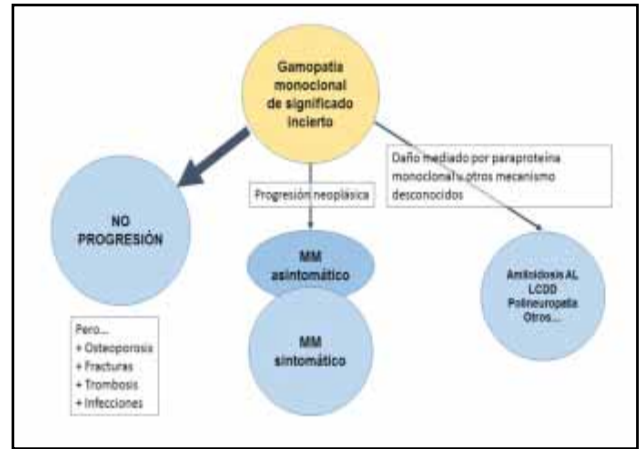 Gamopatía
monoclonal
de significado
incierto
Daño mediado por paraproteína
monoclonal u otros mecanismo
desconocidos
Progresión neoplásica
NO
PROGRESIÓN
MM
asintomático
Amiloidosis AL
LCDD
Polineuropatía
Otros...
MM
sintomático
Pero...
+ Osteoporosis
+ Fracturas
+ Trombosis
+ Infecciones